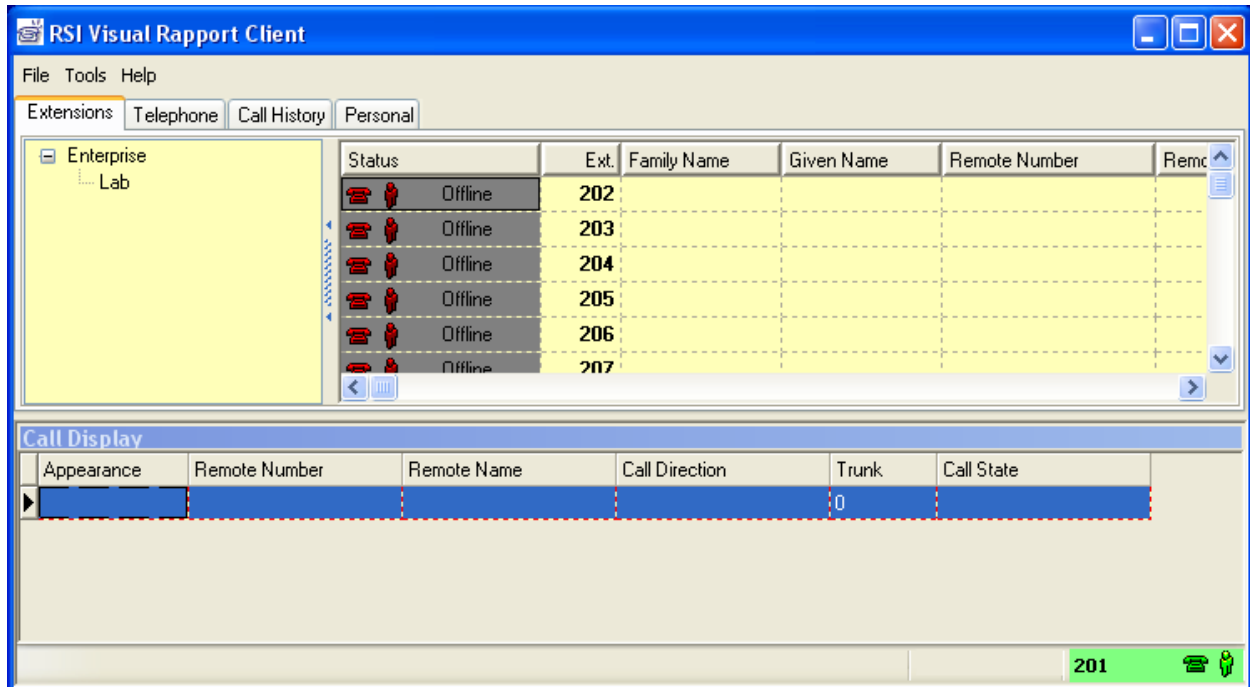 RSI Visual Rapport Client
File Tools Help
Extensions Telephone Call History Personal
Enterprise
Lab
Status Ext. Family Name Given Name Remote Number
Offline 202
Offline 203
Offline 204
Offline 205
Offline 206
Offline 207
Call Display
Appearance Remote Number Remote Name Call Direction Trunk Call State
0
201